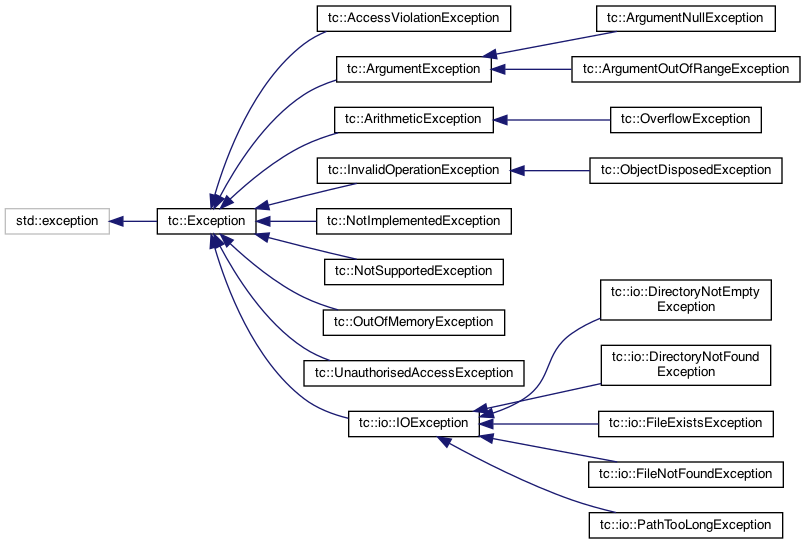 tc::AccessViolationException
tc::ArgumentNullException
tc::ArgumentException
tc::ArgumentOutOfRangeException
tc::ArithmeticException
tc::OverflowException
tc::InvalidOperationException
tc::ObjectDisposedException
std::exception
tc::Exception
tc::NotImplementedException
tc::NotSupportedException
tc::io::DirectoryNotEmpty
Exception
tc::OutOfMemoryException
tc::io::DirectoryNotFound
Exception
tc::UnauthorisedAccessException
tc::io::IOException
tc::io::FileExistsException
tc::io::FileNotFoundException
tc::io::PathTooLongException